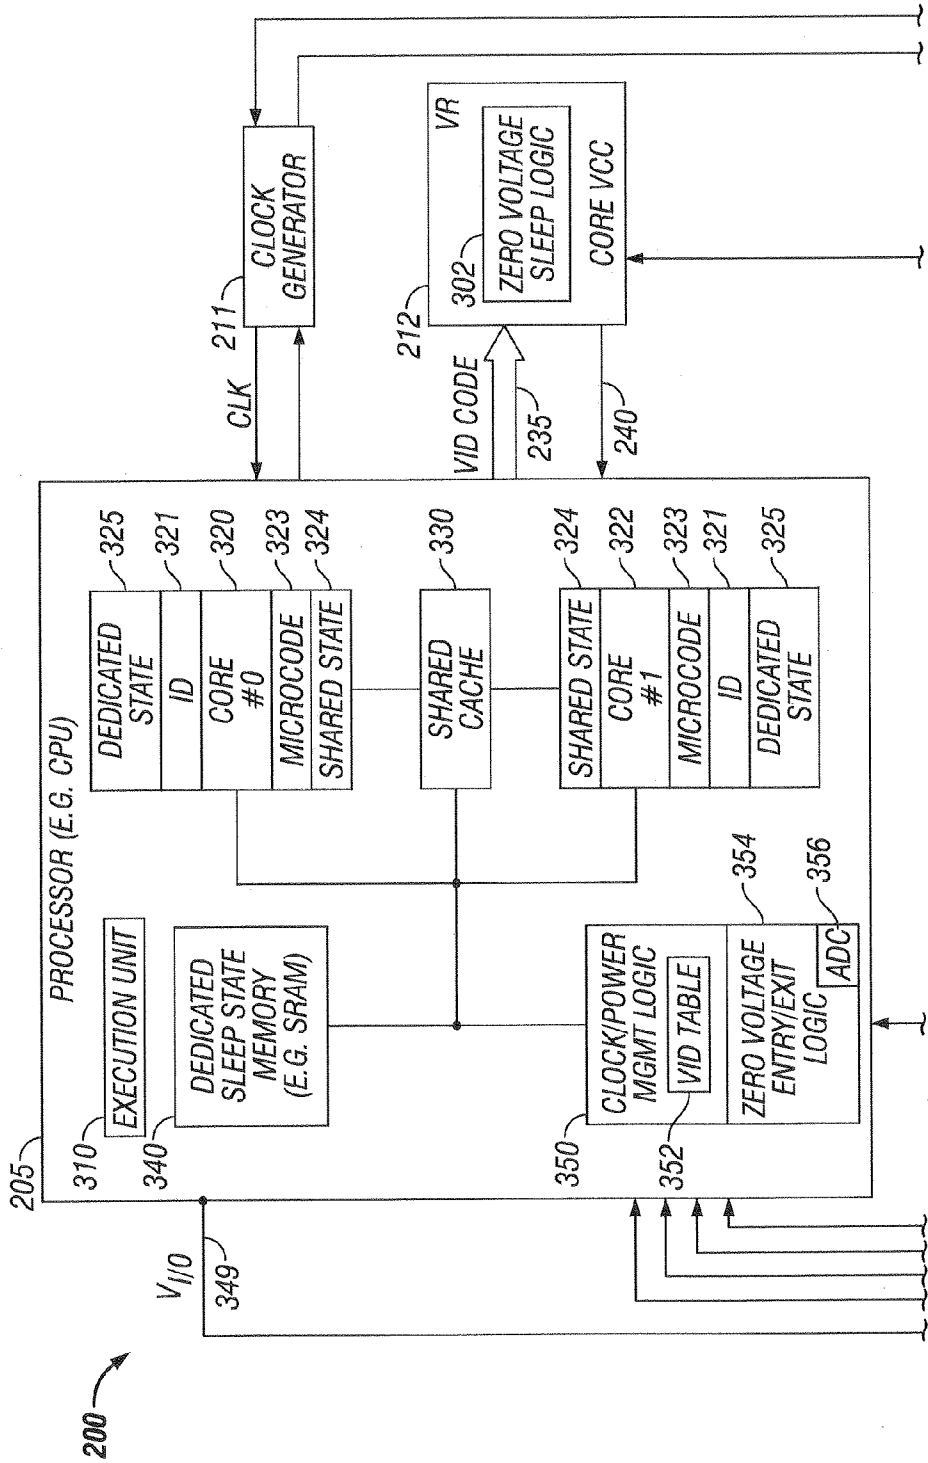 200
205
PROCESSOR (E.G. CPU)
310
EXECUTION UNIT
340
DEDICATED
SLEEP STATE
MEMORY
(E.G. SRAM)
V_I/O
349
DEDICATED
STATE
325
ID
321
CORE
#0
320
MICROCODE
323
SHARED STATE
324
SHARED
CACHE
330
SHARED STATE
324
CORE
#1
322
MICROCODE
323
ID
321
DEDICATED
STATE
325
350
CLOCK/POWER
MGMT LOGIC
352
VID TABLE
ZERO VOLTAGE
ENTRY/EXIT
LOGIC
354
ADC
356
CLK
211
CLOCK
GENERATOR
VID CODE
235
240
212
VR
302
ZERO VOLTAGE
SLEEP LOGIC
CORE VCC